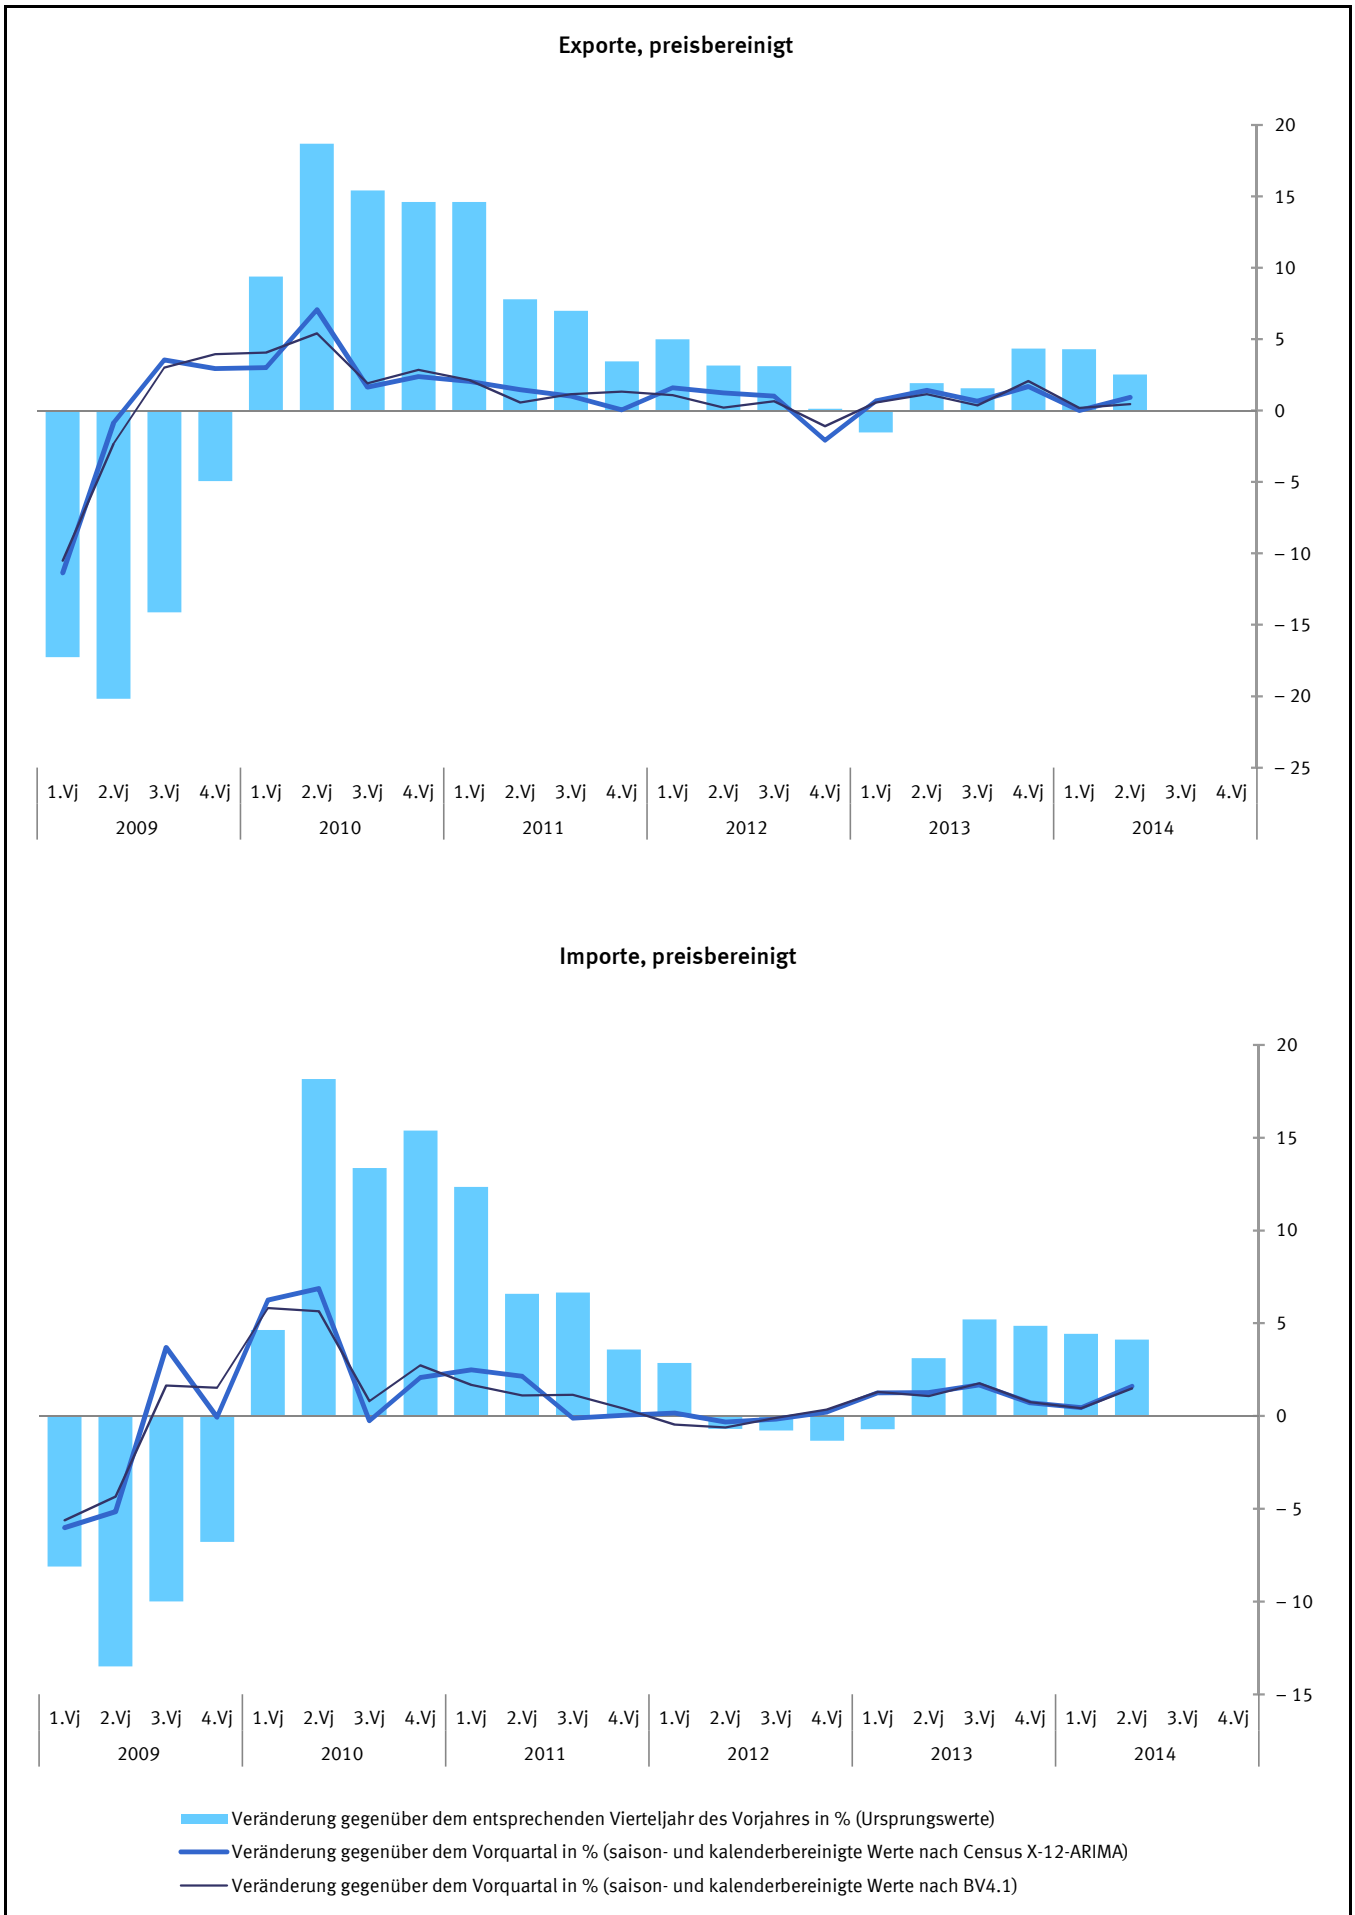 Exporte, preisbereinigt
20
15
10
5
0
– 5
– 10
– 15
– 20
– 25
1.Vj 2.Vj 3.Vj 4.Vj 1.Vj 2.Vj 3.Vj 4.Vj 1.Vj 2.Vj 3.Vj 4.Vj 1.Vj 2.Vj 3.Vj 4.Vj 1.Vj 2.Vj 3.Vj 4.Vj 1.Vj 2.Vj 3.Vj 4.Vj
2009 2010 2011 2012 2013 2014
Importe, preisbereinigt
20
15
10
5
0
– 5
– 10
– 15
1.Vj 2.Vj 3.Vj 4.Vj 1.Vj 2.Vj 3.Vj 4.Vj 1.Vj 2.Vj 3.Vj 4.Vj 1.Vj 2.Vj 3.Vj 4.Vj 1.Vj 2.Vj 3.Vj 4.Vj 1.Vj 2.Vj 3.Vj 4.Vj
2009 2010 2011 2012 2013 2014
Veränderung gegenüber dem entsprechenden Vierteljahr des Vorjahres in % (Ursprungswerte)
Veränderung gegenüber dem Vorquartal in % (saison- und kalenderbereinigte Werte nach Census X-12-ARIMA)
Veränderung gegenüber dem Vorquartal in % (saison- und kalenderbereinigte Werte nach BV4.1)